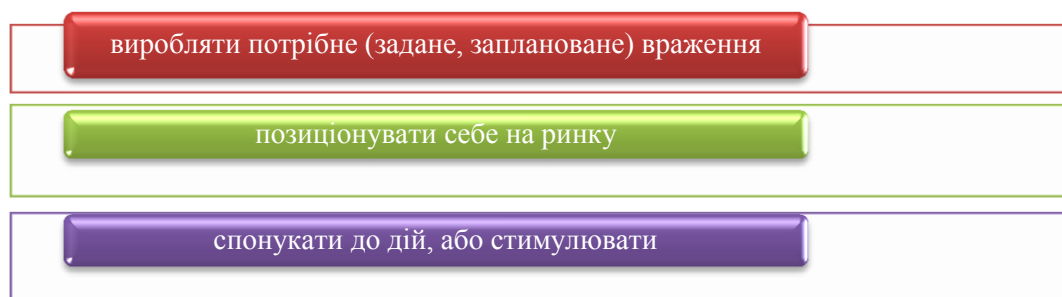 виробляти потрібне (задане, заплановане) враження
позиціонувати себе на ринку
спонукати до дій, або стимулювати